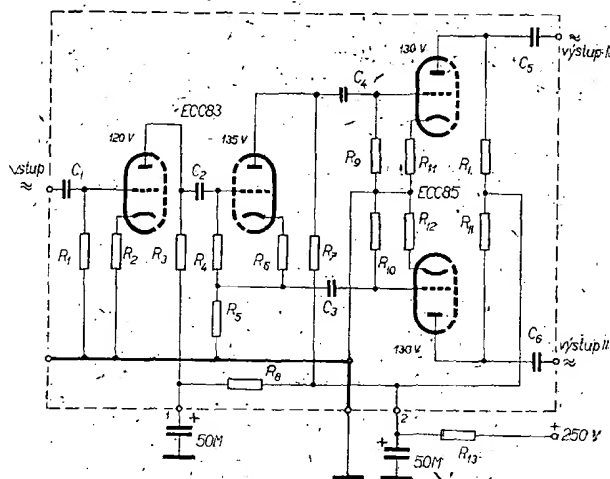 130 V
≈
výstup I
C5
C4
ECC83
120 V
135 V
vstup
≈
C1
C2
R9
R11
R1
ECC85
R1
R2
R3
R4
R6
R7
R10
R12
R11
R5
C3
130 V
C6
výstup II
≈
R8
1
2
+
50M
+
50M
R13
+
250 V